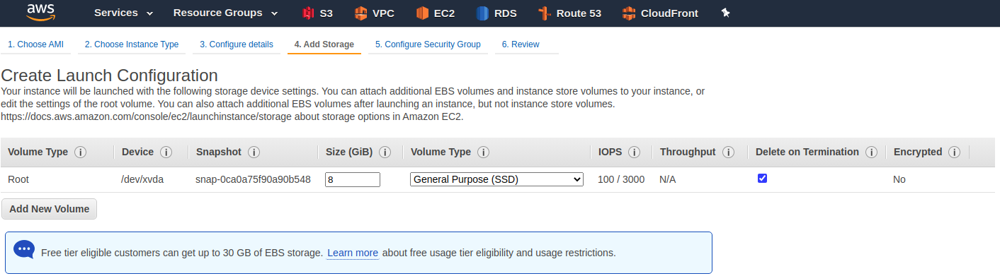 aws Services Resource Groups S3 VPC EC2 RDS Route 53 CloudFront
1. Choose AMI 2. Choose Instance Type 3. Configure details 4. Add Storage 5. Configure Security Group 6. Review
Create Launch Configuration
Your instance will be launched with the following storage device settings. You can attach additional EBS volumes and instance store volumes to your instance, or
edit the settings of the root volume. You can also attach additional EBS volumes after launching an instance, but not instance store volumes.
https://docs.aws.amazon.com/console/ec2/launchinstance/storage about storage options in Amazon EC2.
Volume Type i Device i Snapshot i Size (GiB) i Volume Type i IOPS i Throughput i Delete on Termination i Encrypted i
Root /dev/xvda snap-0ca0a75f90a90b548 8 General Purpose (SSD) 100 / 3000 N/A No
Add New Volume
Free tier eligible customers can get up to 30 GB of EBS storage. Learn more about free usage tier eligibility and usage restrictions.